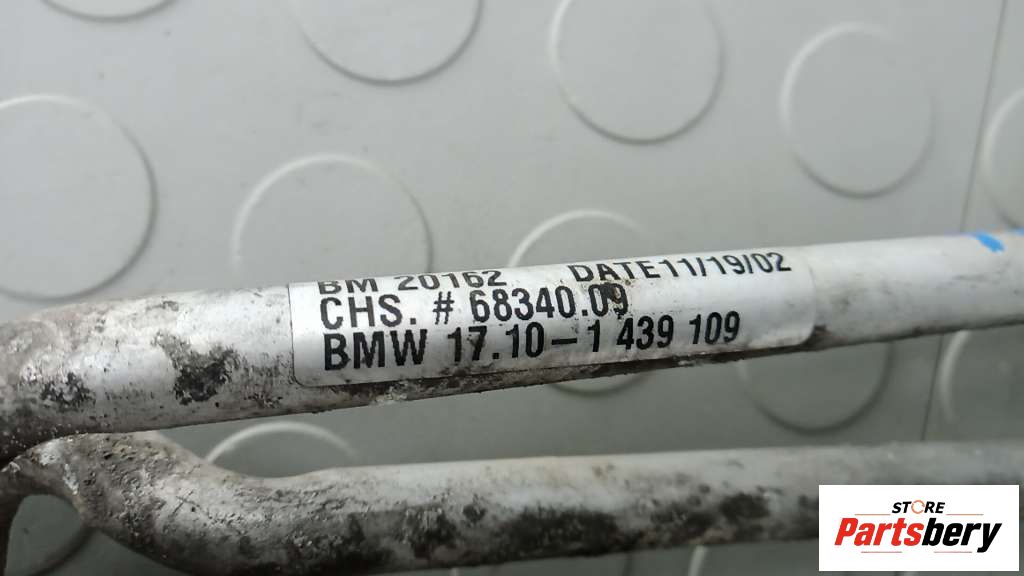 BM 20162 DATE11/19/02
CHS. # 68340.09
BMW 17.10-1 439 109
STORE
Partsbery